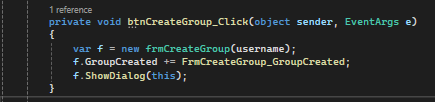 1 reference
private void btnCreateGroup_Click(object sender, EventArgs e)
{
var f = new frmCreateGroup(username);
f.GroupCreated += FrmCreateGroup_GroupCreated;
f.ShowDialog(this);
}